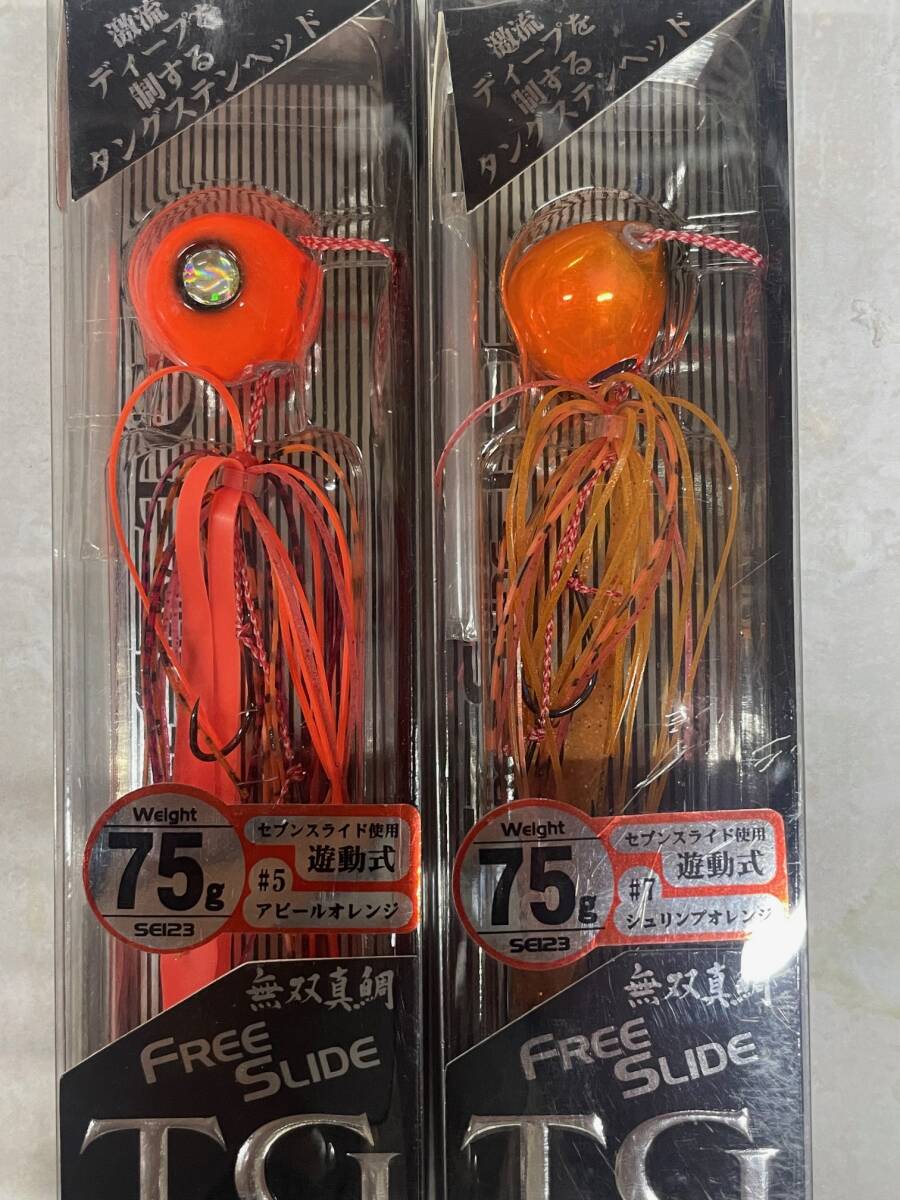 激流
ディープを
制する
タングステンヘッド
Weight
75g
SE123
セブンスライド使用
遊動式
#5
アピールオレンジ
無双真鯛
FREE
SLIDE
激流
ディープを
制する
タングステンヘッド
Weight
75g
SE123
セブンスライド使用
遊動式
#7
シュリンプオレンジ
無双真鯛
FREE
SLIDE